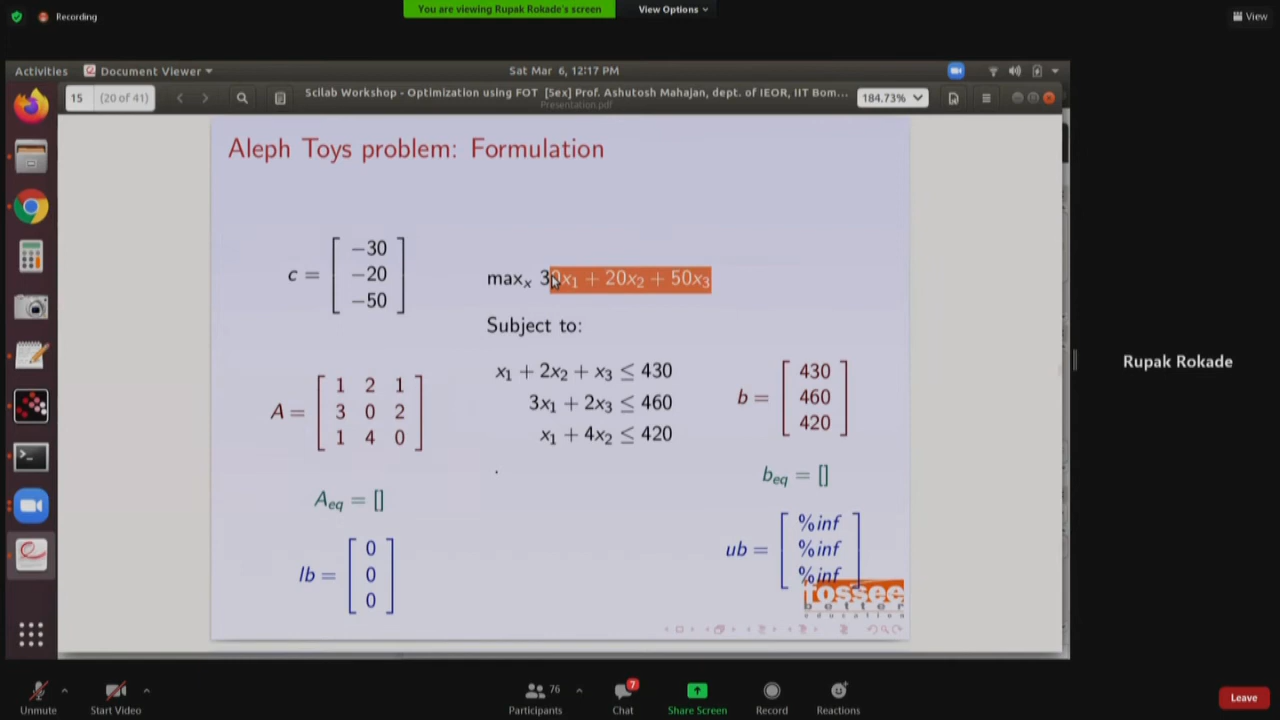 Recording
You are viewing Rupak Rokade's screen
View Options
View
Activities
Document Viewer
Sat Mar 6, 12:17 PM
15 (20 of 41)
Scilab Workshop - Optimization using FOT [5ex] Prof. Ashutosh Mahajan, dept. of IEOR, IIT Bom...
Presentation.pdf
184.73%
Aleph Toys problem: Formulation
c = [ −30
−20
−50 ]
maxₓ 30x₁ + 20x₂ + 50x₃
Subject to:
x₁ + 2x₂ + x₃ ≤ 430
3x₁ + 2x₃ ≤ 460
x₁ + 4x₂ ≤ 420
.
A = [ 1 2 1
3 0 2
1 4 0 ]
b = [ 430
460
420 ]
A_eq = []
b_eq = []
lb = [ 0
0
0 ]
ub = [ %inf
%inf
%inf ]
fossee
better
education
Rupak Rokade
Unmute
Start Video
76
Participants
7
Chat
Share Screen
Record
Reactions
Leave